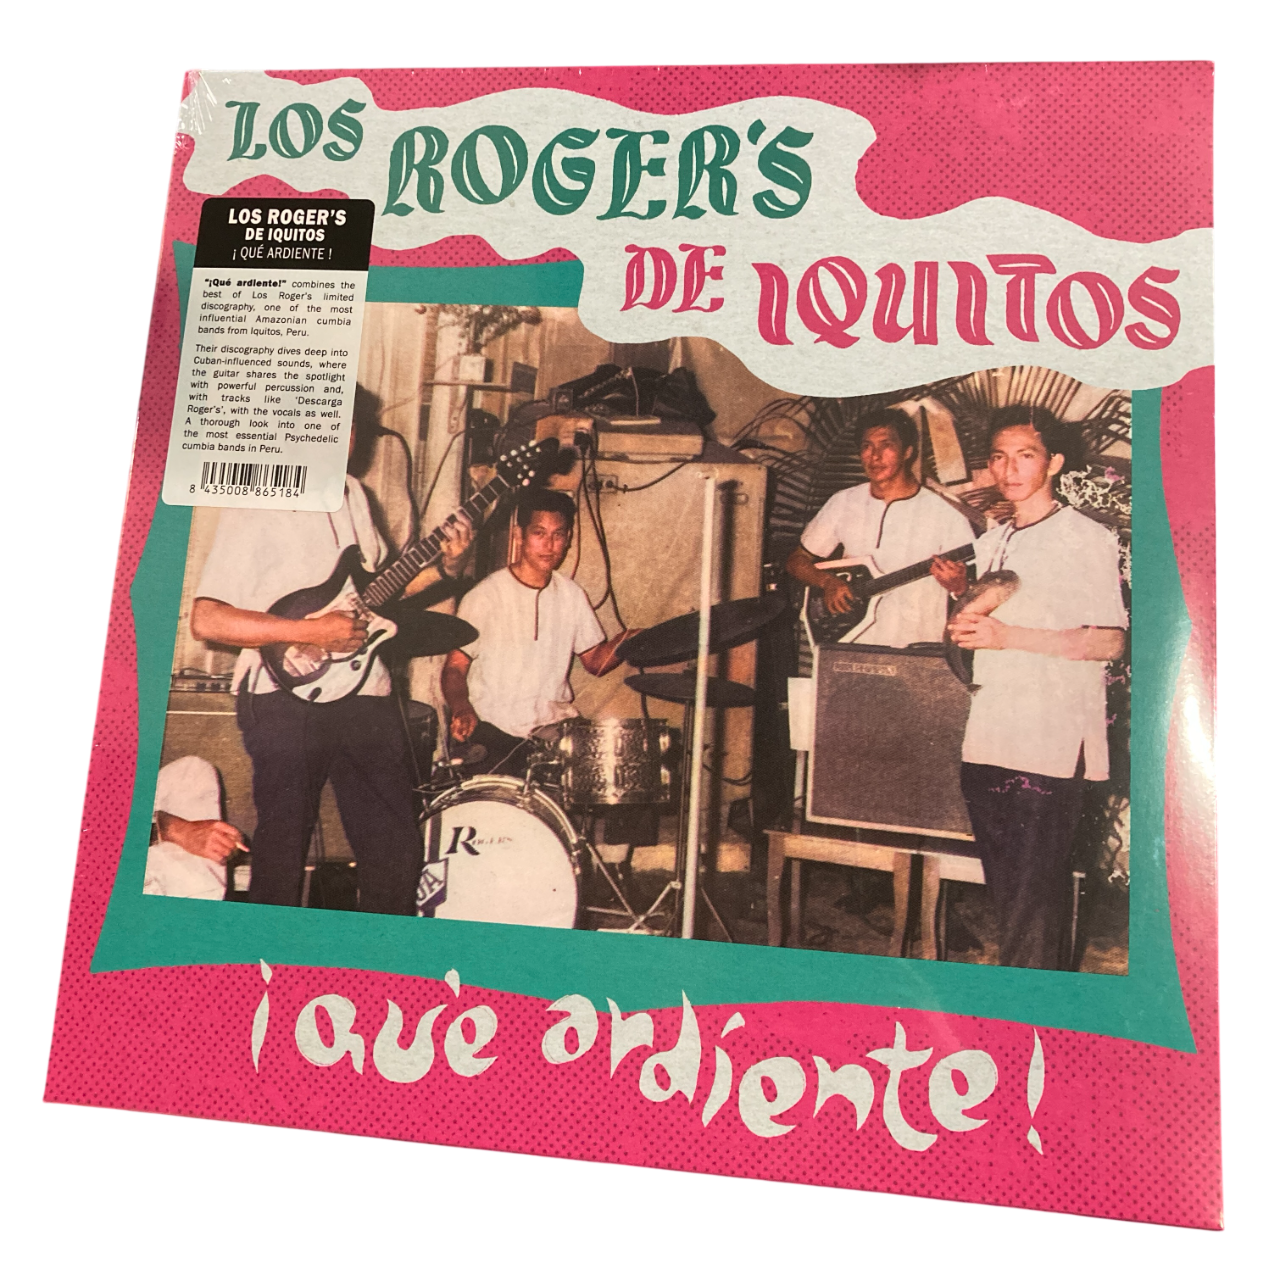 LOS ROGER'S
DE IQUITOS
LOS ROGER'S
DE IQUITOS
¡ QUÉ ARDIENTE !
"¡Qué ardiente!" combines the
best of Los Roger's limited
discography, one of the most
influential Amazonian cumbia
bands from Iquitos, Peru.
Their discography dives deep into
Cuban-influenced sounds, where
the guitar shares the spotlight
with powerful percussion and,
with tracks like 'Descarga
Roger's', with the vocals as well.
A thorough look into one of
the most essential Psychedelic
cumbia bands in Peru.
8 435008 865184
ROGERS
¡qué ardiente!